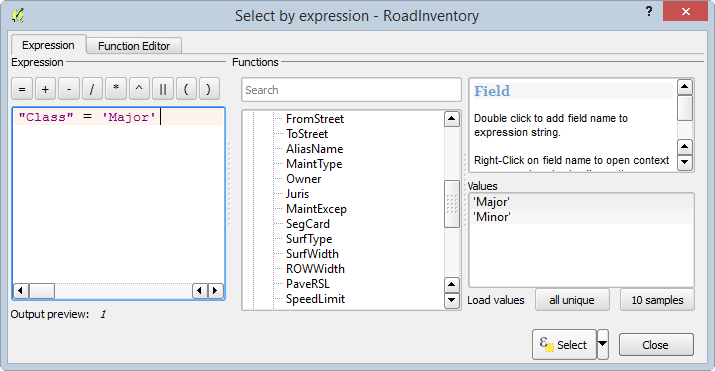 Select by expression - RoadInventory
?
Expression
Function Editor
Expression
= + - / * ^ || ( )
"Class" = 'Major'
Output preview: 1
Functions
Search
FromStreet
ToStreet
AliasName
MaintType
Owner
Juris
MaintExcep
SegCard
SurfType
SurfWidth
ROWWidth
PaveRSL
SpeedLimit
Field
Double click to add field name to
expression string.
Right-Click on field name to open context
Values
'Major'
'Minor'
Load values all unique 10 samples
ε Select Close